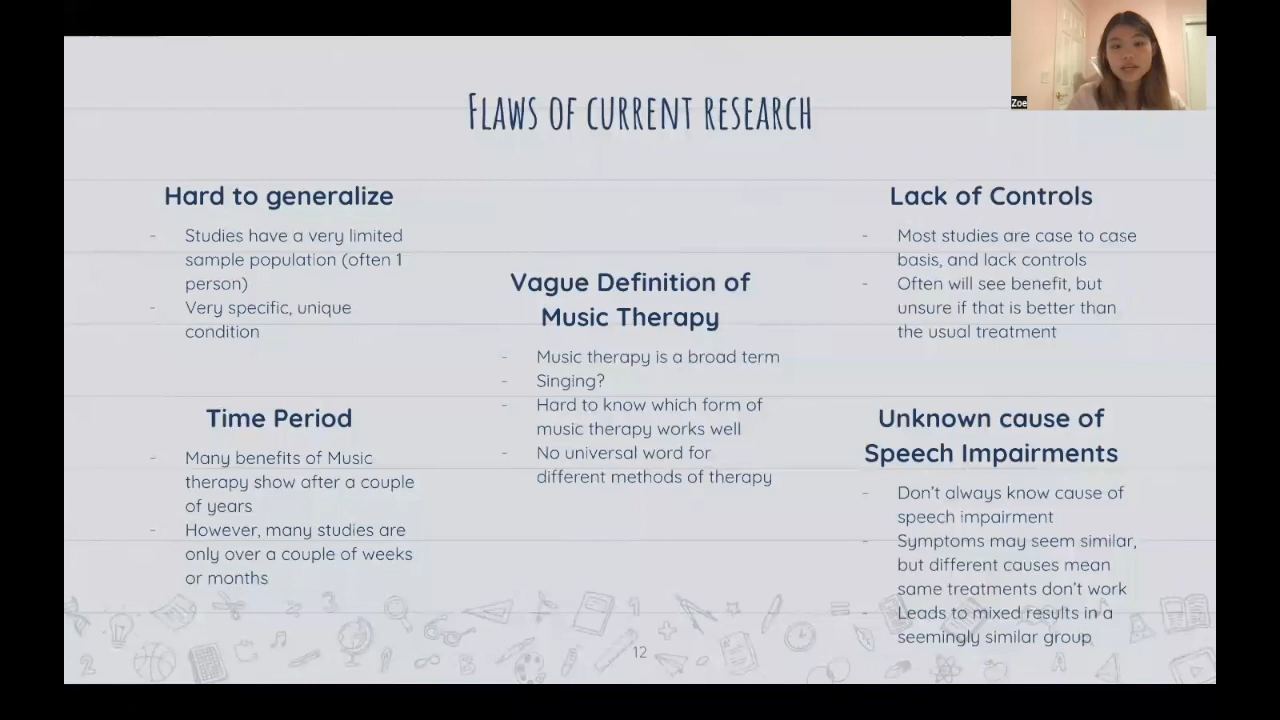 Zoe
Flaws of current research
Hard to generalize
- Studies have a very limited
sample population (often 1
person)
- Very specific, unique
condition
Time Period
- Many benefits of Music
therapy show after a couple
of years
- However, many studies are
only over a couple of weeks
or months
Vague Definition of
Music Therapy
- Music therapy is a broad term
- Singing?
- Hard to know which form of
music therapy works well
- No universal word for
different methods of therapy
Lack of Controls
- Most studies are case to case
basis, and lack controls
- Often will see benefit, but
unsure if that is better than
the usual treatment
Unknown cause of
Speech Impairments
- Don't always know cause of
speech impairment
- Symptoms may seem similar,
but different causes mean
same treatments don't work
- Leads to mixed results in a
seemingly similar group
12